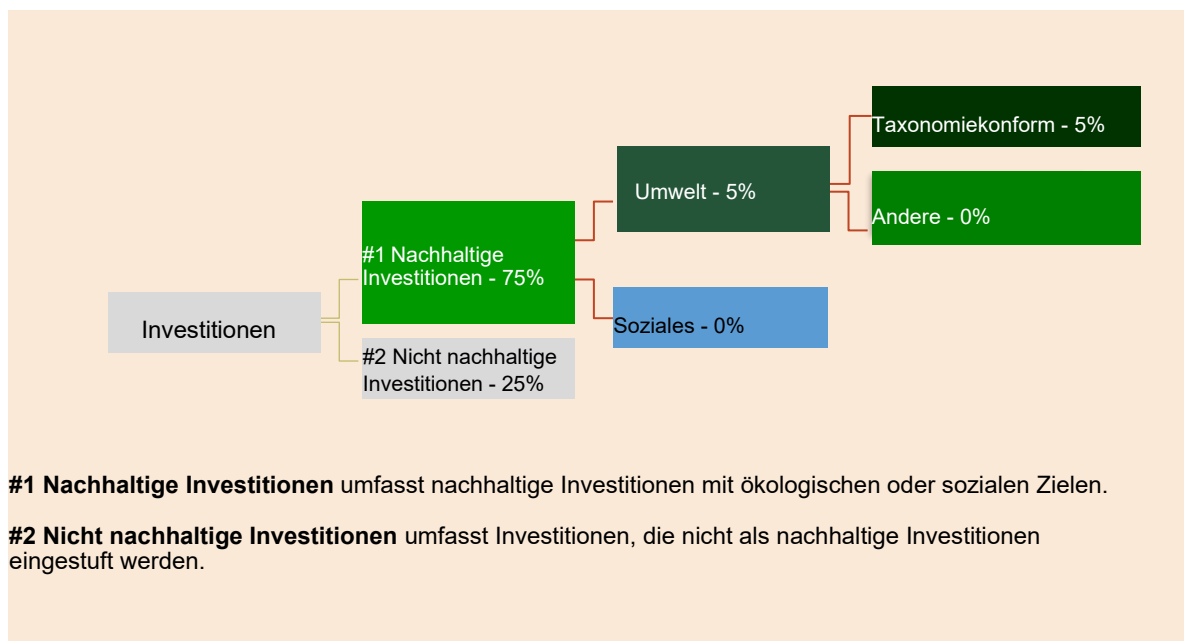 Taxonomiekonform - 5%
Umwelt - 5%
Andere - 0%
#1 Nachhaltige
Investitionen - 75%
Investitionen
Soziales - 0%
#2 Nicht nachhaltige
Investitionen - 25%
#1 Nachhaltige Investitionen umfasst nachhaltige Investitionen mit ökologischen oder sozialen Zielen.
#2 Nicht nachhaltige Investitionen umfasst Investitionen, die nicht als nachhaltige Investitionen
eingestuft werden.